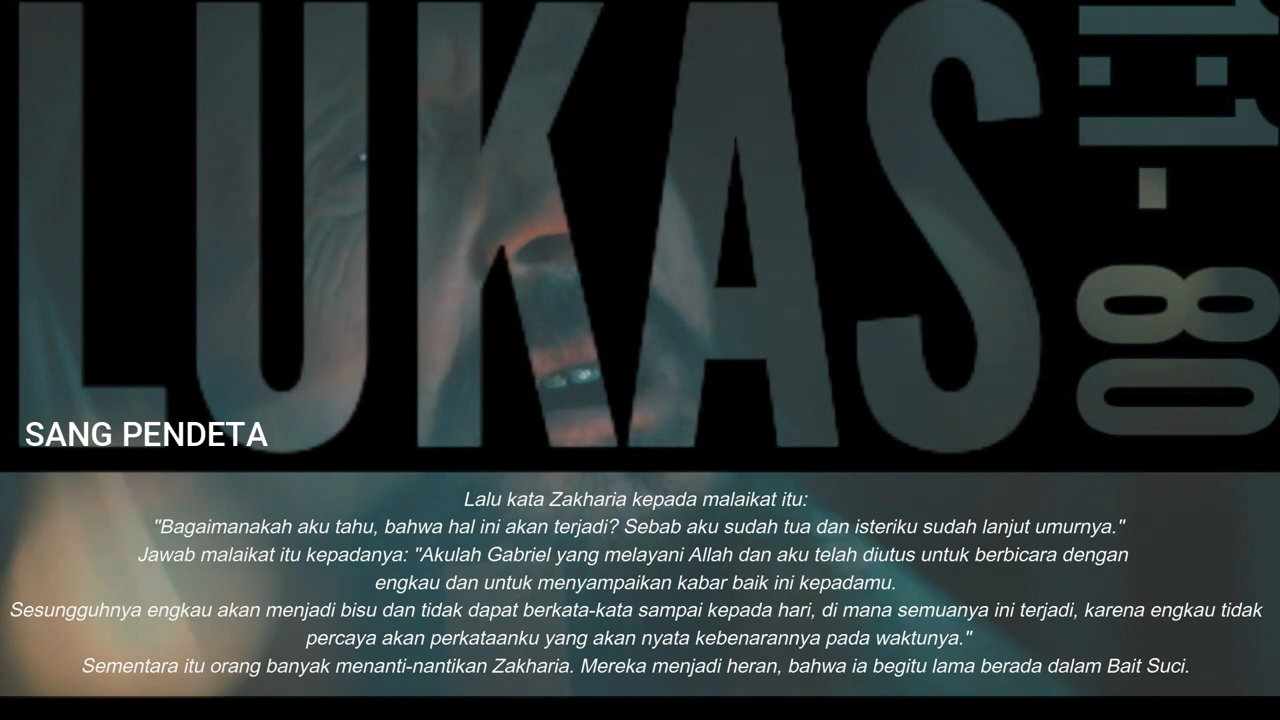 LUKAS
1:1 - 80
SANG PENDETA
Lalu kata Zakharia kepada malaikat itu:
"Bagaimanakah aku tahu, bahwa hal ini akan terjadi? Sebab aku sudah tua dan isteriku sudah lanjut umurnya."
Jawab malaikat itu kepadanya: "Akulah Gabriel yang melayani Allah dan aku telah diutus untuk berbicara dengan
engkau dan untuk menyampaikan kabar baik ini kepadamu.
Sesungguhnya engkau akan menjadi bisu dan tidak dapat berkata-kata sampai kepada hari, di mana semuanya ini terjadi, karena engkau tidak
percaya akan perkataanku yang akan nyata kebenarannya pada waktunya."
Sementara itu orang banyak menanti-nantikan Zakharia. Mereka menjadi heran, bahwa ia begitu lama berada dalam Bait Suci.